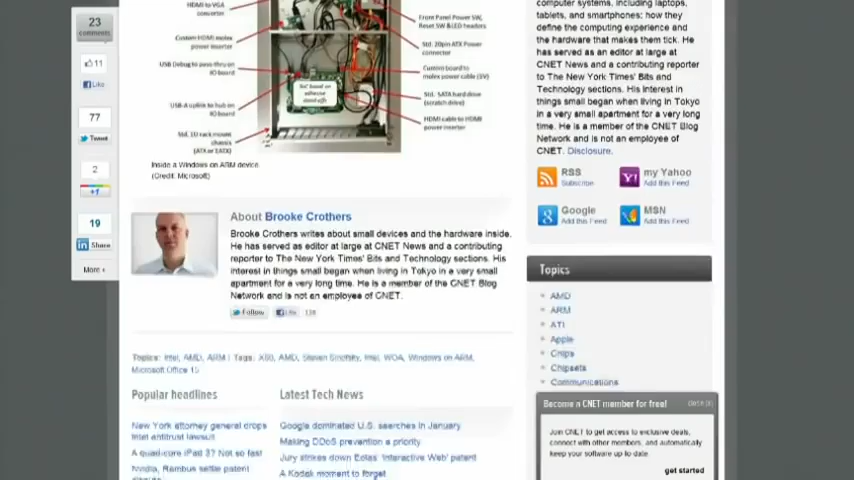 23
comments
11
Like
77
Tweet
2
+1
19
Share
More
HDMI to VGA
converter
Custom HDMI molex
power inserter
USB Debug to pass-thru on
IO board
USB-A uplink to hub on
IO board
Std. 1U rack mount
chassis
(ATX or EATX)
SoC board on
adhesive
stand-offs
Front Panel Power SW,
Reset SW &LED headers
Std. 20pin ATX Power
connector
Custom board to
molex power cable (5V)
Std. SATA hard drive
(scratch drive)
HDMI cable to HDMI
power inserter
Inside a Windows on ARM device.
(Credit: Microsoft)
About Brooke Crothers
Brooke Crothers writes about small devices and the hardware inside.
He has served as editor at large at CNET News and a contributing
reporter to The New York Times' Bits and Technology sections. His
interest in things small began when living in Tokyo in a very small
apartment for a very long time. He is a member of the CNET Blog
Network and is not an employee of CNET.
Follow
Like
Topics: Intel, AMD, ARM | Tags: X86, AMD, Steven Sinofsky, Intel, WOA, Windows on ARM,
Microsoft Office 15
Popular headlines
New York attorney general drops
Intel antitrust lawsuit
A quad-core iPad 3? Not so fast
Nvidia, Rambus settle patent
Latest Tech News
Google dominated U.S. searches in January
Making DDoS prevention a priority
Jury strikes down Eolas' 'Interactive Web' patent
A Kodak moment to forget
computer systems, including laptops,
tablets, and smartphones: how they
define the computing experience and
the hardware that makes them tick. He
has served as an editor at large at
CNET News and a contributing reporter
to The New York Times' Bits and
Technology sections. His interest in
things small began when living in Tokyo
in a very small apartment for a very long
time. He is a member of the CNET Blog
Network and is not an employee of
CNET. Disclosure.
RSS
Subscribe
my Yahoo
Add this Feed
Google
Add this Feed
MSN
Add this Feed
Topics
AMD
ARM
ATI
Apple
Chips
Chipsets
Communications
Become a CNET member for free!
Join CNET to get access to exclusive deals,
connect with other members, and automatically
keep your software up-to date.
get started